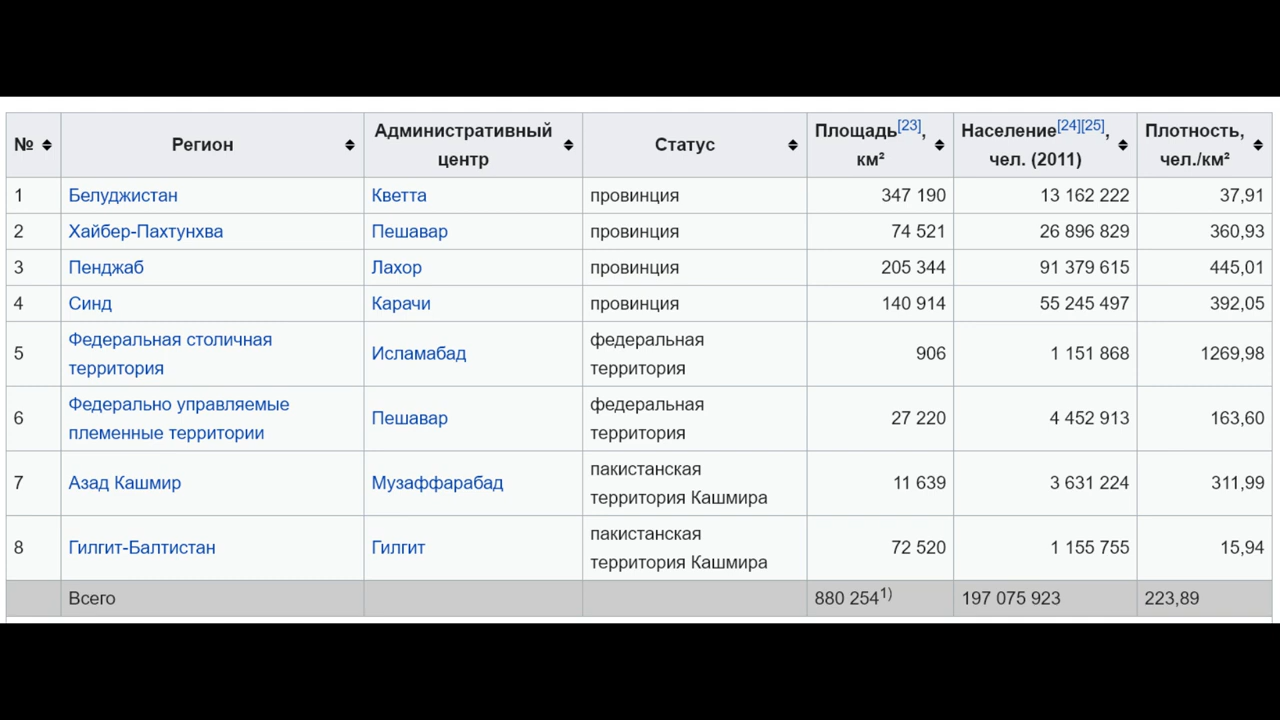 № Регион Административный центр Статус Площадь[23], км² Население[24][25], чел. (2011) Плотность, чел./км²
1 Белуджистан Кветта провинция 347 190 13 162 222 37,91
2 Хайбер-Пахтунхва Пешавар провинция 74 521 26 896 829 360,93
3 Пенджаб Лахор провинция 205 344 91 379 615 445,01
4 Синд Карачи провинция 140 914 55 245 497 392,05
5 Федеральная столичная территория Исламабад федеральная территория 906 1 151 868 1269,98
6 Федерально управляемые племенные территории Пешавар федеральная территория 27 220 4 452 913 163,60
7 Азад Кашмир Музаффарабад пакистанская территория Кашмира 11 639 3 631 224 311,99
8 Гилгит-Балтистан Гилгит пакистанская территория Кашмира 72 520 1 155 755 15,94
Всего 880 254¹⁾ 197 075 923 223,89